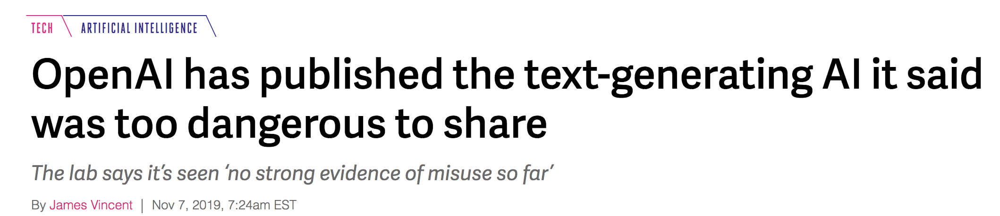 TECH ARTIFICIAL INTELLIGENCE
OpenAI has published the text-generating AI it said
was too dangerous to share
The lab says it’s seen ‘no strong evidence of misuse so far’
By James Vincent | Nov 7, 2019, 7:24am EST